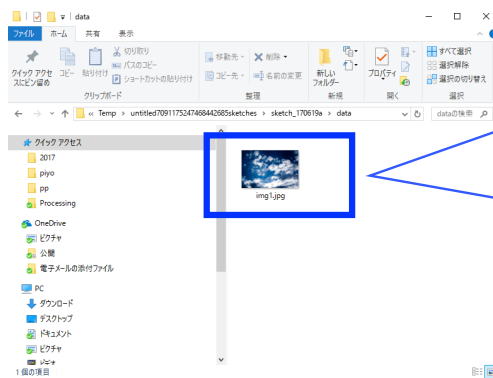 data
ファイル ホーム 共有 表示
クイック アクセスにピン留め
コピー
貼り付け
切り取り
パスのコピー
ショートカットの貼り付け
クリップボード
移動先
コピー先
削除
名前の変更
整理
新しいフォルダー
新規
プロパティ
開く
すべて選択
選択解除
選択の切り替え
選択
« Temp > untitled7091175247468442685sketches > sketch_170619a > data
dataの検索
クイック アクセス
2017
piyo
pp
Processing
OneDrive
ピクチャ
公開
電子メールの添付ファイル
PC
ダウンロード
デスクトップ
ドキュメント
ピクチャ
ビデオ
img1.jpg
1 個の項目